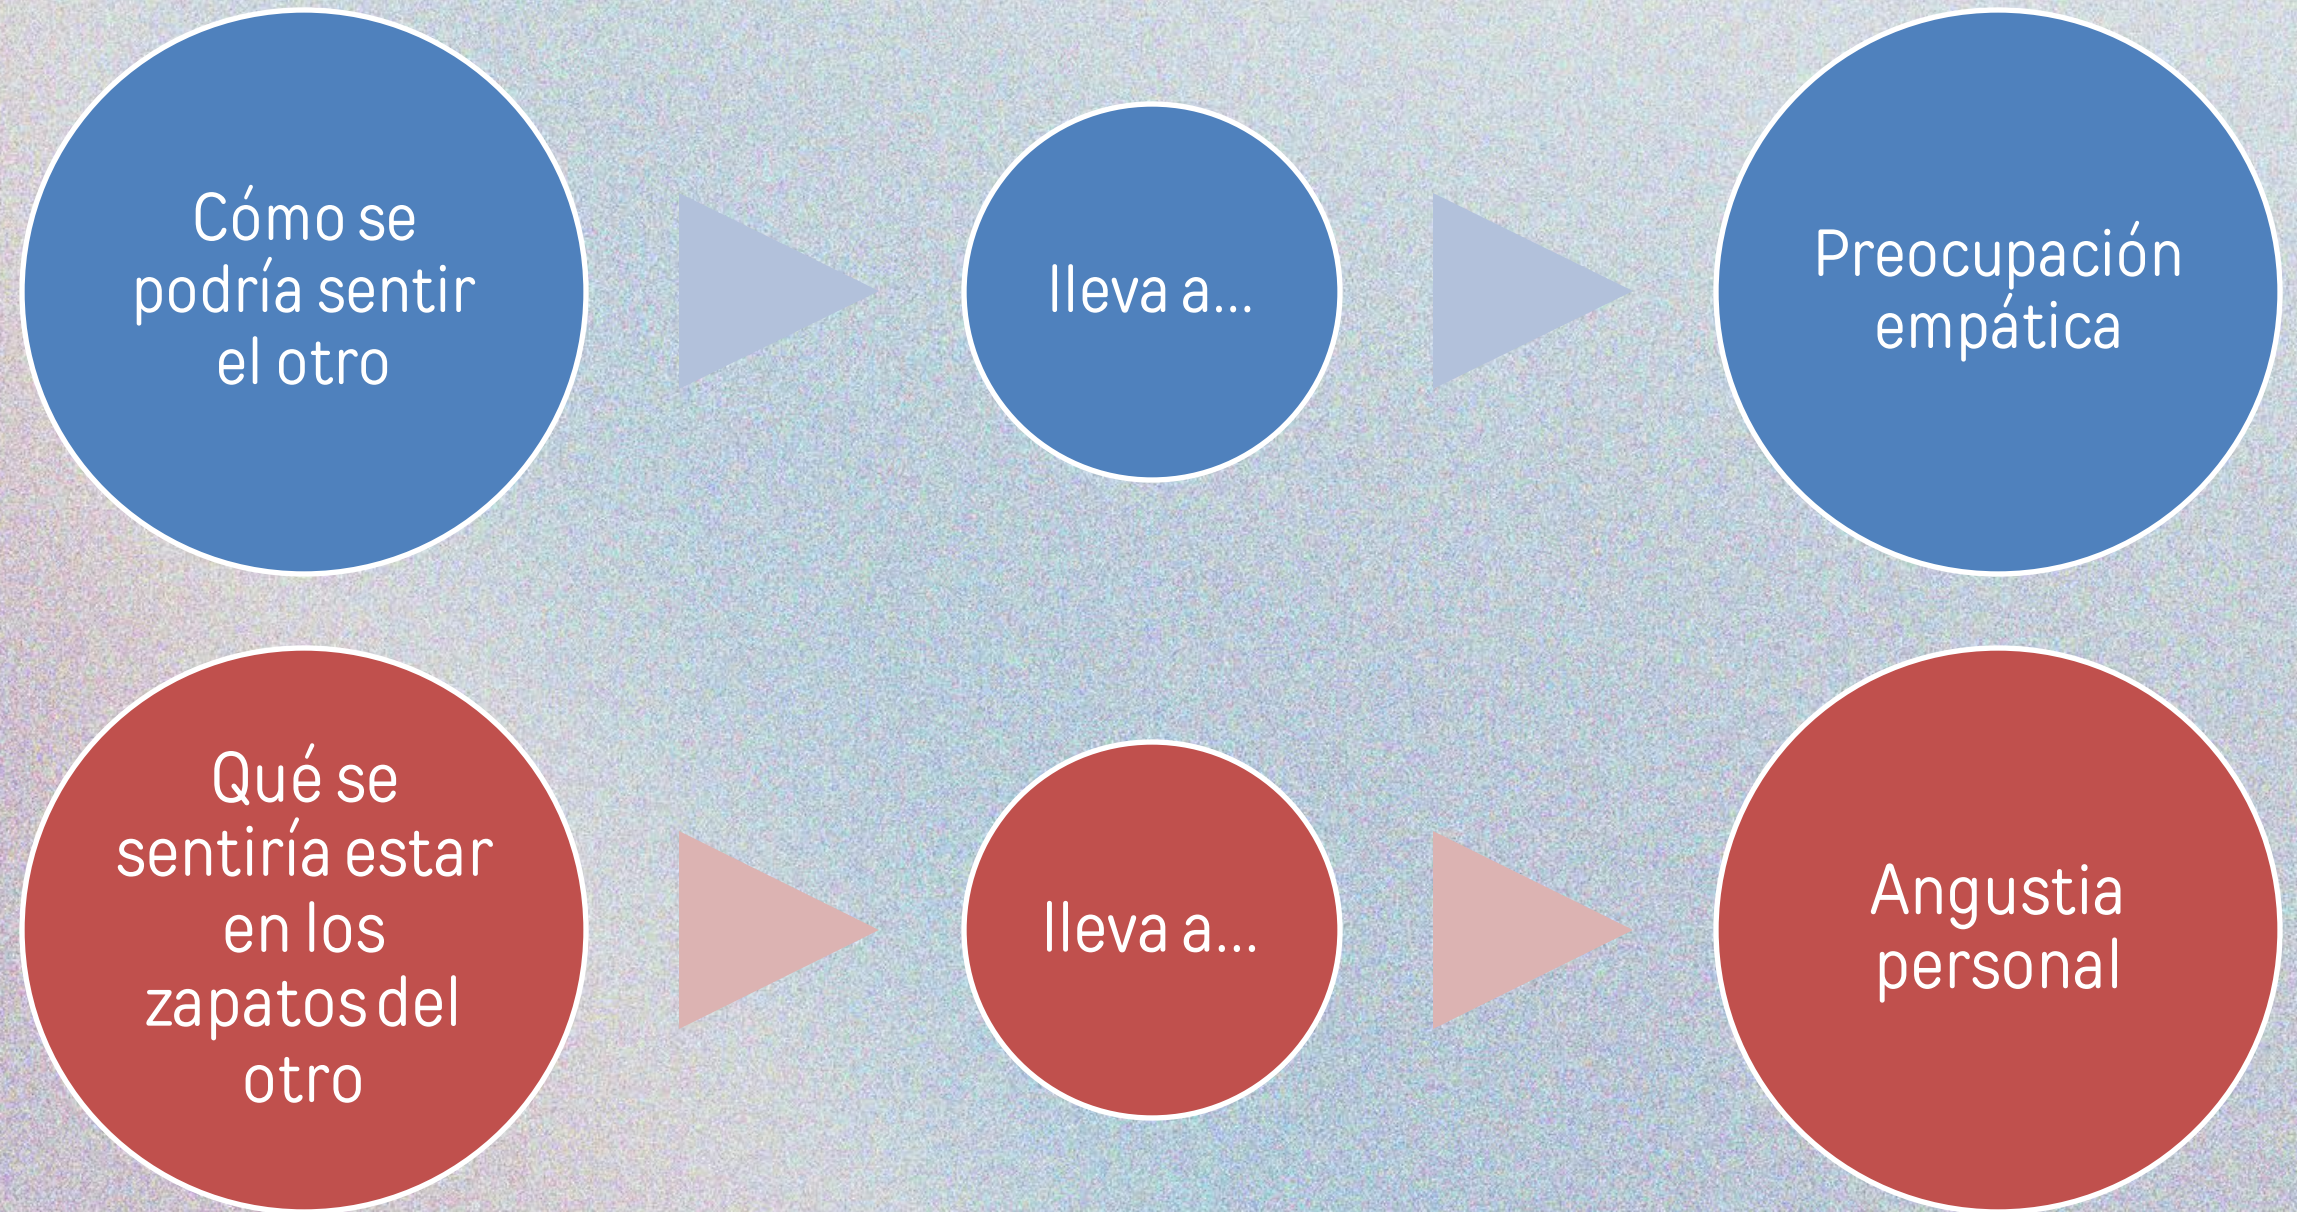 Cómo se
podría sentir
el otro
lleva a...
Preocupación
empática
Qué se
sentiría estar
en los
zapatos del
otro
lleva a...
Angustia
personal